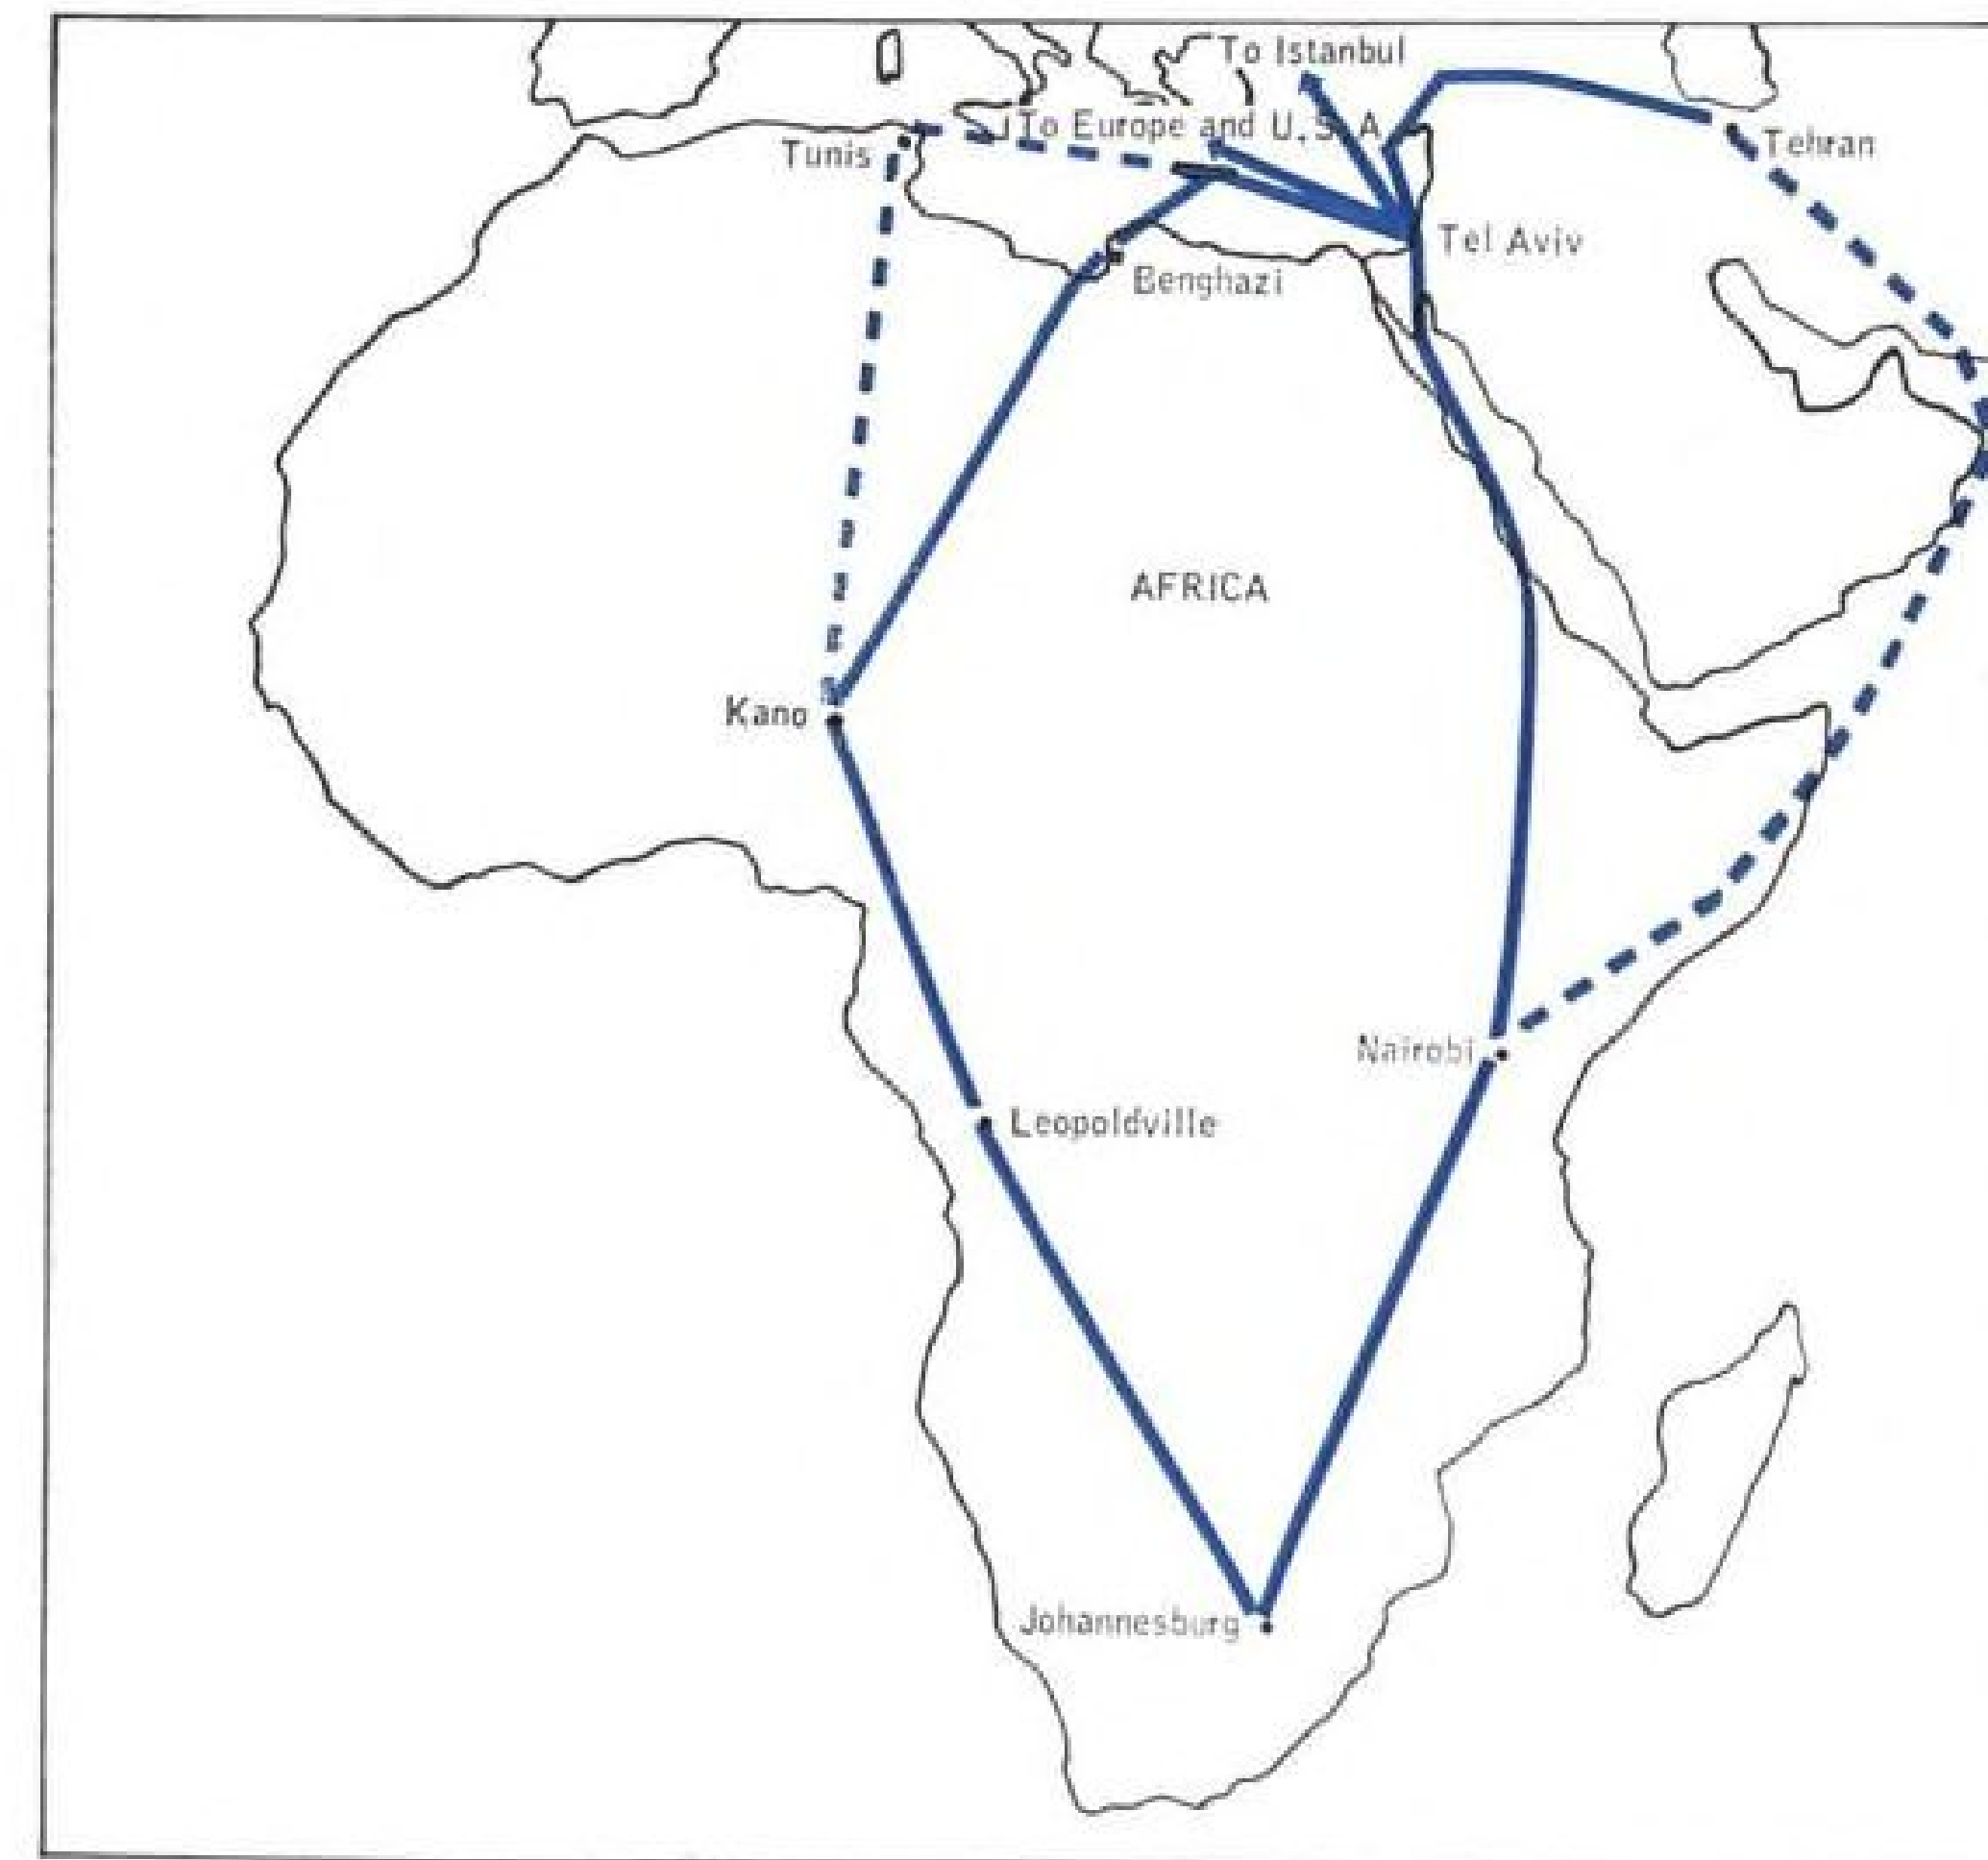 To Istanbul
To Europe and U.S.A.
Tunis
Tehran
Tel Aviv
Benghazi
AFRICA
Kano
Nairobi
Leopoldville
Johannesburg